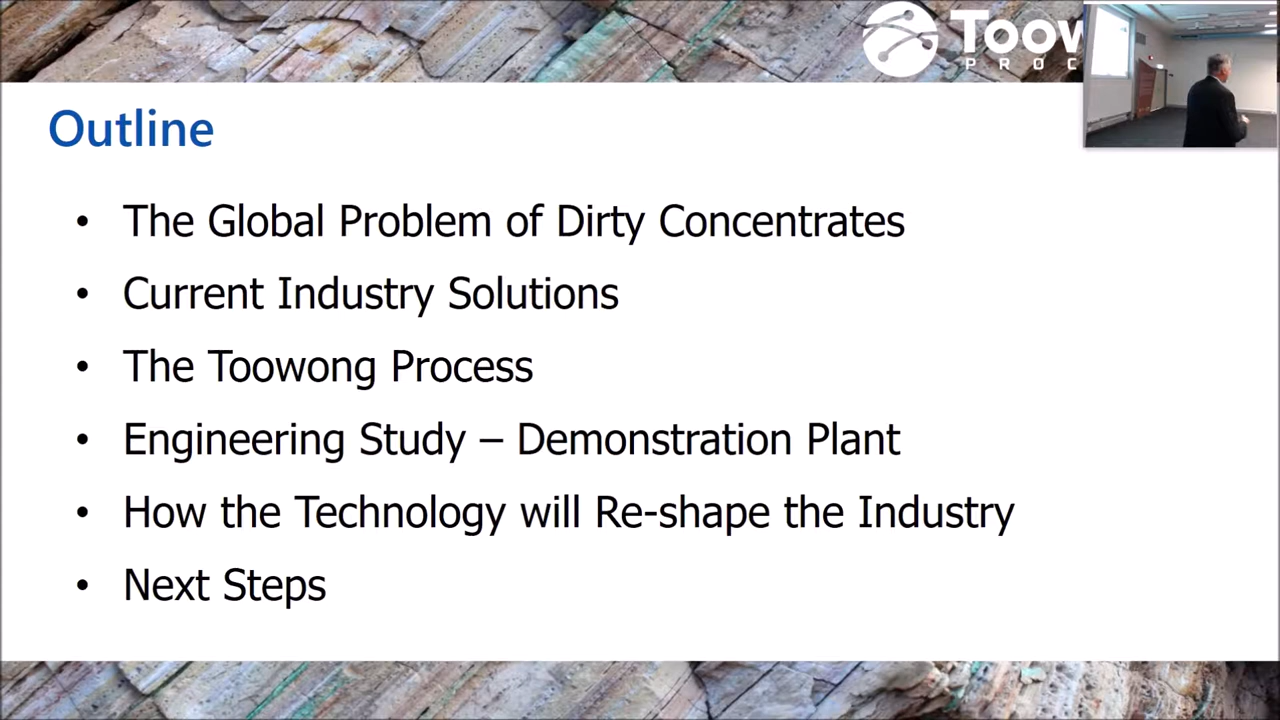 Outline
• The Global Problem of Dirty Concentrates
• Current Industry Solutions
• The Toowong Process
• Engineering Study – Demonstration Plant
• How the Technology will Re-shape the Industry
• Next Steps